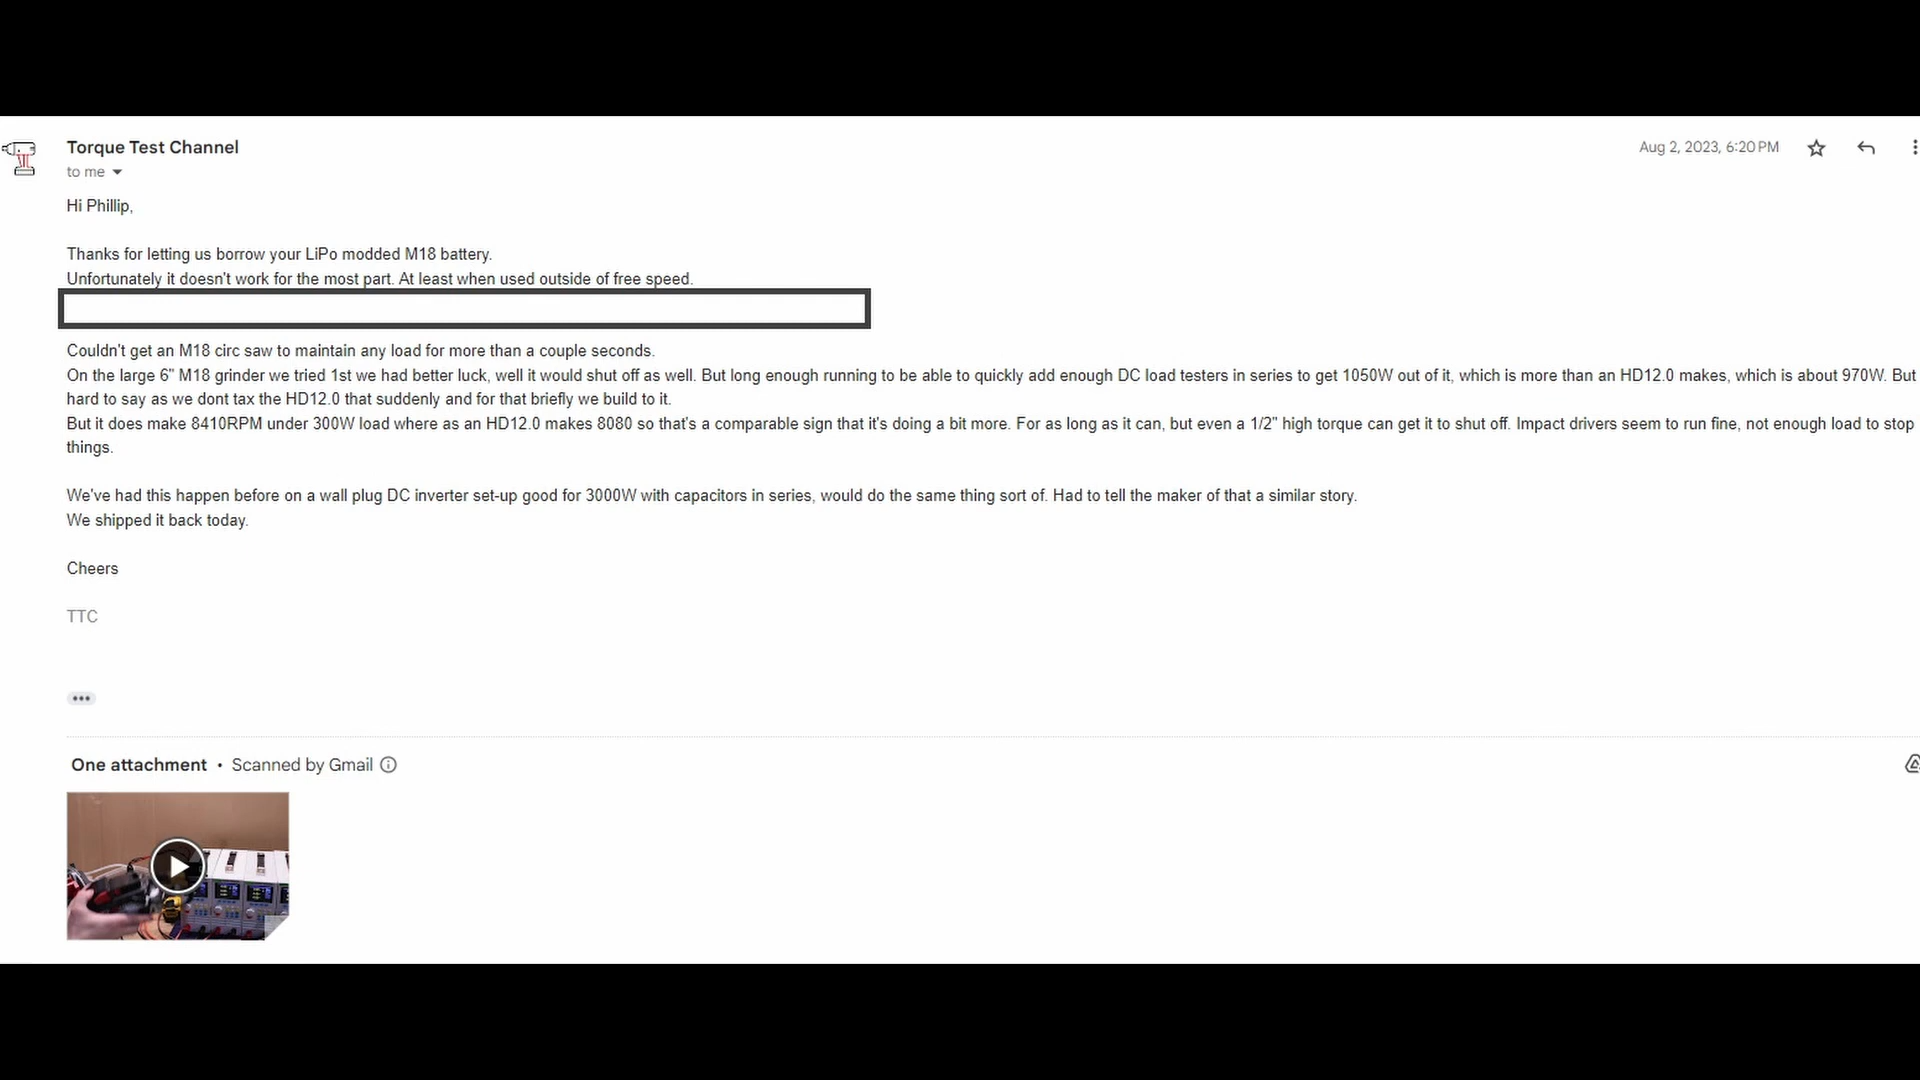 Torque Test Channel
Aug 2, 2023, 6:20 PM
to me
Hi Phillip,
Thanks for letting us borrow your LiPo modded M18 battery.
Unfortunately it doesn't work for the most part. At least when used outside of free speed.
Couldn't get an M18 circ saw to maintain any load for more than a couple seconds.
On the large 6" M18 grinder we tried 1st we had better luck, well it would shut off as well. But long enough running to be able to quickly add enough DC load testers in series to get 1050W out of it, which is more than an HD12.0 makes, which is about 970W. But
hard to say as we dont tax the HD12.0 that suddenly and for that briefly we build to it.
But it does make 8410RPM under 300W load where as an HD12.0 makes 8080 so that's a comparable sign that it's doing a bit more. For as long as it can, but even a 1/2" high torque can get it to shut off. Impact drivers seem to run fine, not enough load to stop
things.
We've had this happen before on a wall plug DC inverter set-up good for 3000W with capacitors in series, would do the same thing sort of. Had to tell the maker of that a similar story.
We shipped it back today.
Cheers
TTC
One attachment • Scanned by Gmail